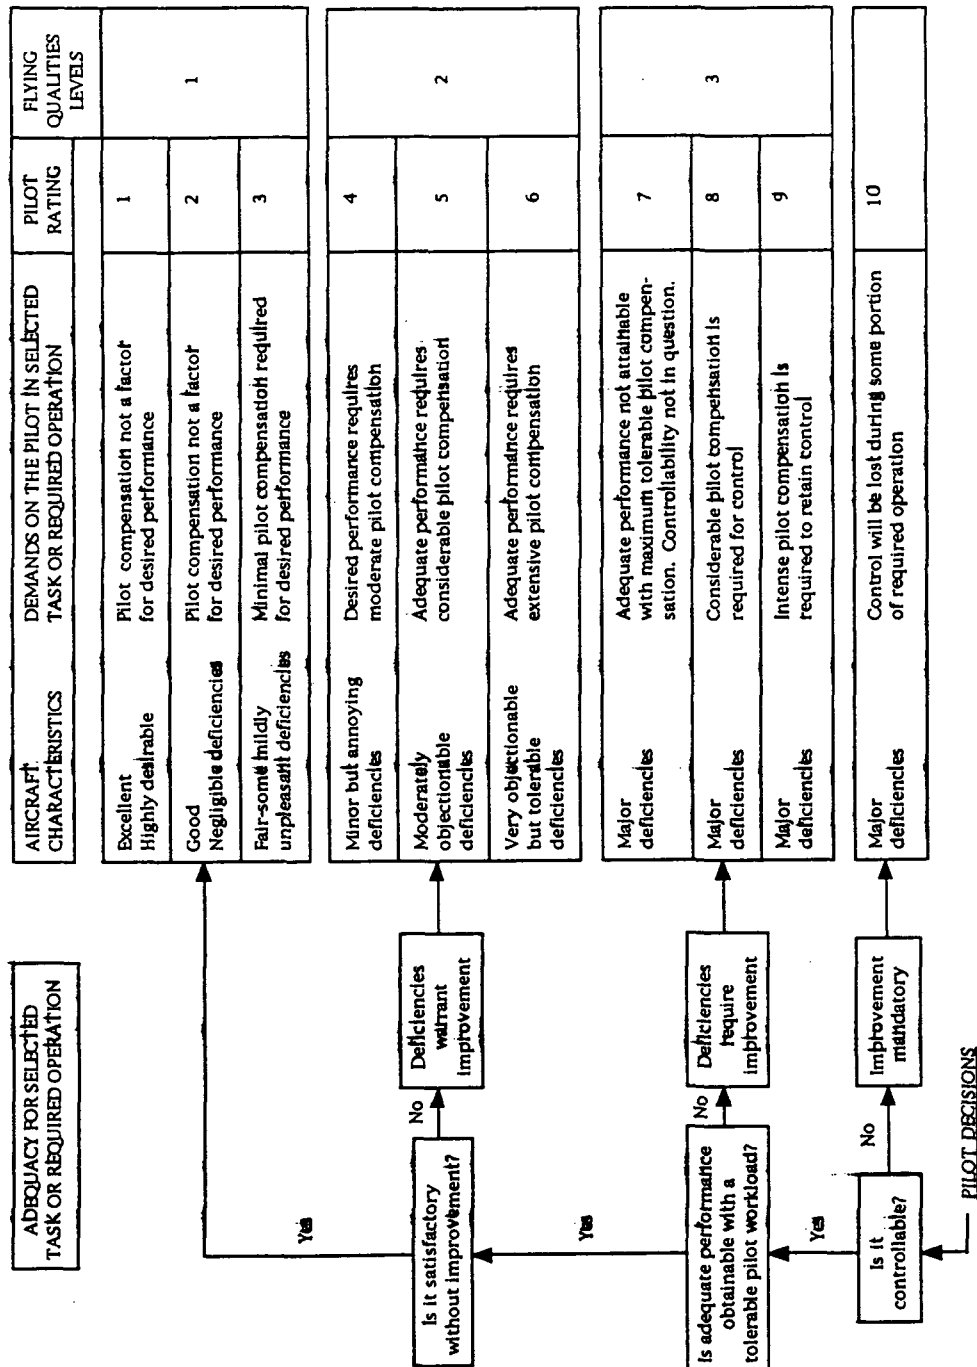 ADEQUACY FOR SELECTED
TASK OR REQUIRED OPERATION
AIRCRAFT
CHARACTERISTICS
DEMANDS ON THE PILOT IN SELECTED
TASK OR REQUIRED OPERATION
PILOT
RATING
FLYING
QUALITIES
LEVELS
Excellent
Highly desirable
Pilot compensation not a factor
for desired performance
1
Good
Negligible deficiencies
Pilot compensation not a factor
for desired performance
2
Fair-some mildly
unpleasant deficiencies
Minimal pilot compensation required
for desired performance
3
1
Yes
Is it satisfactory
without improvement?
No
Deficiencies
warrant
improvement
Minor but annoying
deficiencies
Desired performance requires
moderate pilot compensation
4
Moderately
objectionable
deficiencies
Adequate performance requires
considerable pilot compensation
5
Very objectionable
but tolerable
deficiencies
Adequate performance requires
extensive pilot compensation
6
2
Yes
Is adequate performance
obtainable with a
tolerable pilot workload?
No
Deficiencies
require
improvement
Major
deficiencies
Adequate performance not attainable
with maximum tolerable pilot compen-
sation. Controllability not in question.
7
Major
deficiencies
Considerable pilot compensation is
required for control
8
Major
deficiencies
Intense pilot compensation is
required to retain control
9
3
Yes
Is it
controllable?
No
Improvement
mandatory
Major
deficiencies
Control will be lost during some portion
of required operation
10
PILOT DECISIONS